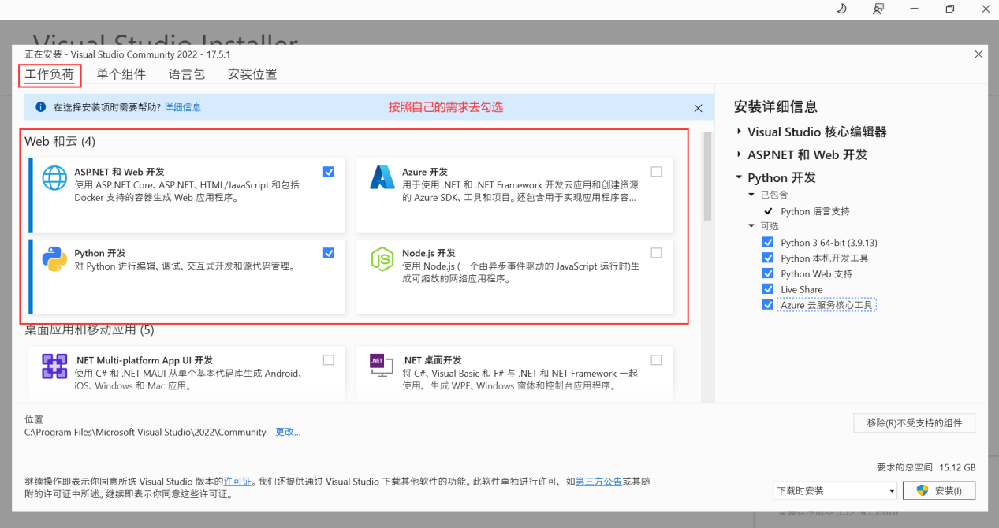 Visual Studio Installer
正在安装 - Visual Studio Community 2022 - 17.5.1
工作负荷 单个组件 语言包 安装位置
在选择安装项时需要帮助? 详细信息
按照自己的需求去勾选
Web 和云 (4)
ASP.NET 和 Web 开发
使用 ASP.NET Core、ASP.NET、HTML/JavaScript 和包括
Docker 支持的容器生成 Web 应用程序。
Azure 开发
用于使用 .NET 和 .NET Framework 开发云应用和创建资源
的 Azure SDK、工具和项目。还包含用于实现应用程序容...
Python 开发
对 Python 进行编辑、调试、交互式开发和源代码管理。
Node.js 开发
使用 Node.js (一个由异步事件驱动的 JavaScript 运行时)生
成可缩放的网络应用程序。
桌面应用和移动应用 (5)
.NET Multi-platform App UI 开发
使用 C# 和 .NET MAUI 从单个基本代码库生成 Android、
iOS、Windows 和 Mac 应用。
.NET
.NET 桌面开发
将 C#、Visual Basic 和 F# 与 .NET 和 NET Framework 一起
使用，生成 WPF、Windows 窗体和控制台应用程序。
安装详细信息
Visual Studio 核心编辑器
ASP.NET 和 Web 开发
Python 开发
已包含
Python 语言支持
可选
Python 3 64-bit (3.9.13)
Python 本机开发工具
Python Web 支持
Live Share
Azure 云服务核心工具
位置
C:\Program Files\Microsoft Visual Studio\2022\Community 更改...
移除(R)不受支持的组件
要求的总空间 15.12 GB
继续操作即表示你同意所选 Visual Studio 版本的许可证。我们还提供通过 Visual Studio 下载其他软件的功能。此软件单独进行许可，如第三方公告或其随
附的许可证中所述。继续即表示你同意这些许可证。
下载时安装
安装(I)